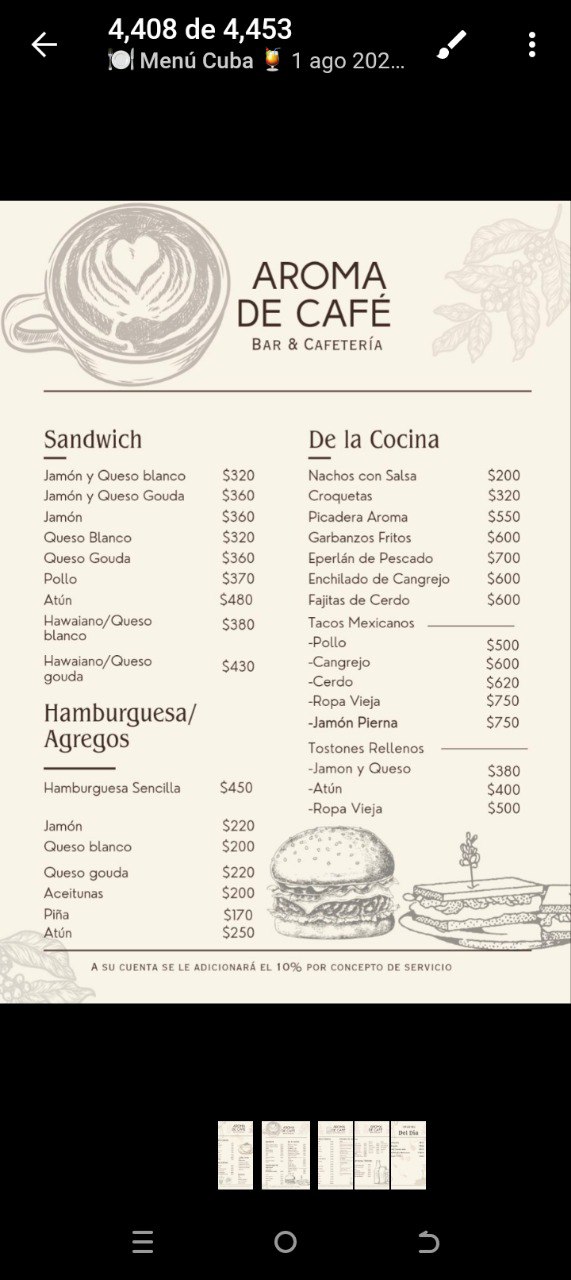 4,408 de 4,453
🍽️ Menú Cuba 🍹 1 ago 202...
AROMA
DE CAFÉ
BAR & CAFETERÍA
Sandwich
Jamón y Queso blanco $320
Jamón y Queso Gouda $360
Jamón $360
Queso Blanco $320
Queso Gouda $360
Pollo $370
Atún $480
Hawaiano/Queso
blanco $380
Hawaiano/Queso
gouda $430
Hamburguesa/
Agregos
Hamburguesa Sencilla $450
Jamón $220
Queso blanco $200
Queso gouda $220
Aceitunas $200
Piña $170
Atún $250
De la Cocina
Nachos con Salsa $200
Croquetas $320
Picadera Aroma $550
Garbanzos Fritos $600
Eperlán de Pescado $700
Enchilado de Cangrejo $600
Fajitas de Cerdo $600
Tacos Mexicanos
-Pollo $500
-Cangrejo $600
-Cerdo $620
-Ropa Vieja $750
-Jamón Pierna $750
Tostones Rellenos
-Jamon y Queso $380
-Atún $400
-Ropa Vieja $500
A SU CUENTA SE LE ADICIONARÁ EL 10% POR CONCEPTO DE SERVICIO
AROMA
DE CAFÉ
Del Día